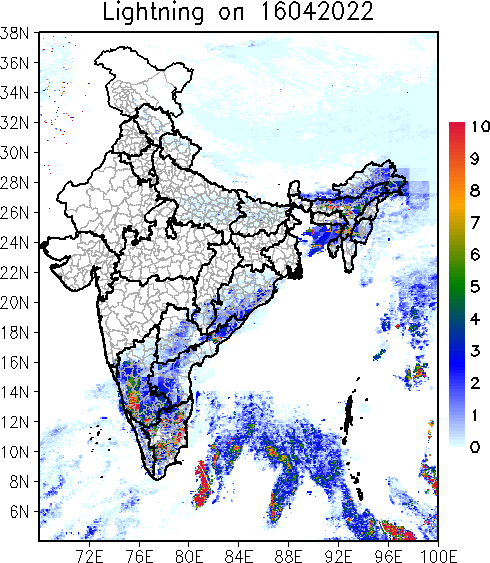 Lightning on 16042022
38N
36N
34N
32N
30N
28N
26N
24N
22N
20N
18N
16N
14N
12N
10N
8N
6N
72E 76E 80E 84E 88E 92E 96E 100E
10
9
8
7
6
5
4
3
2
1
0